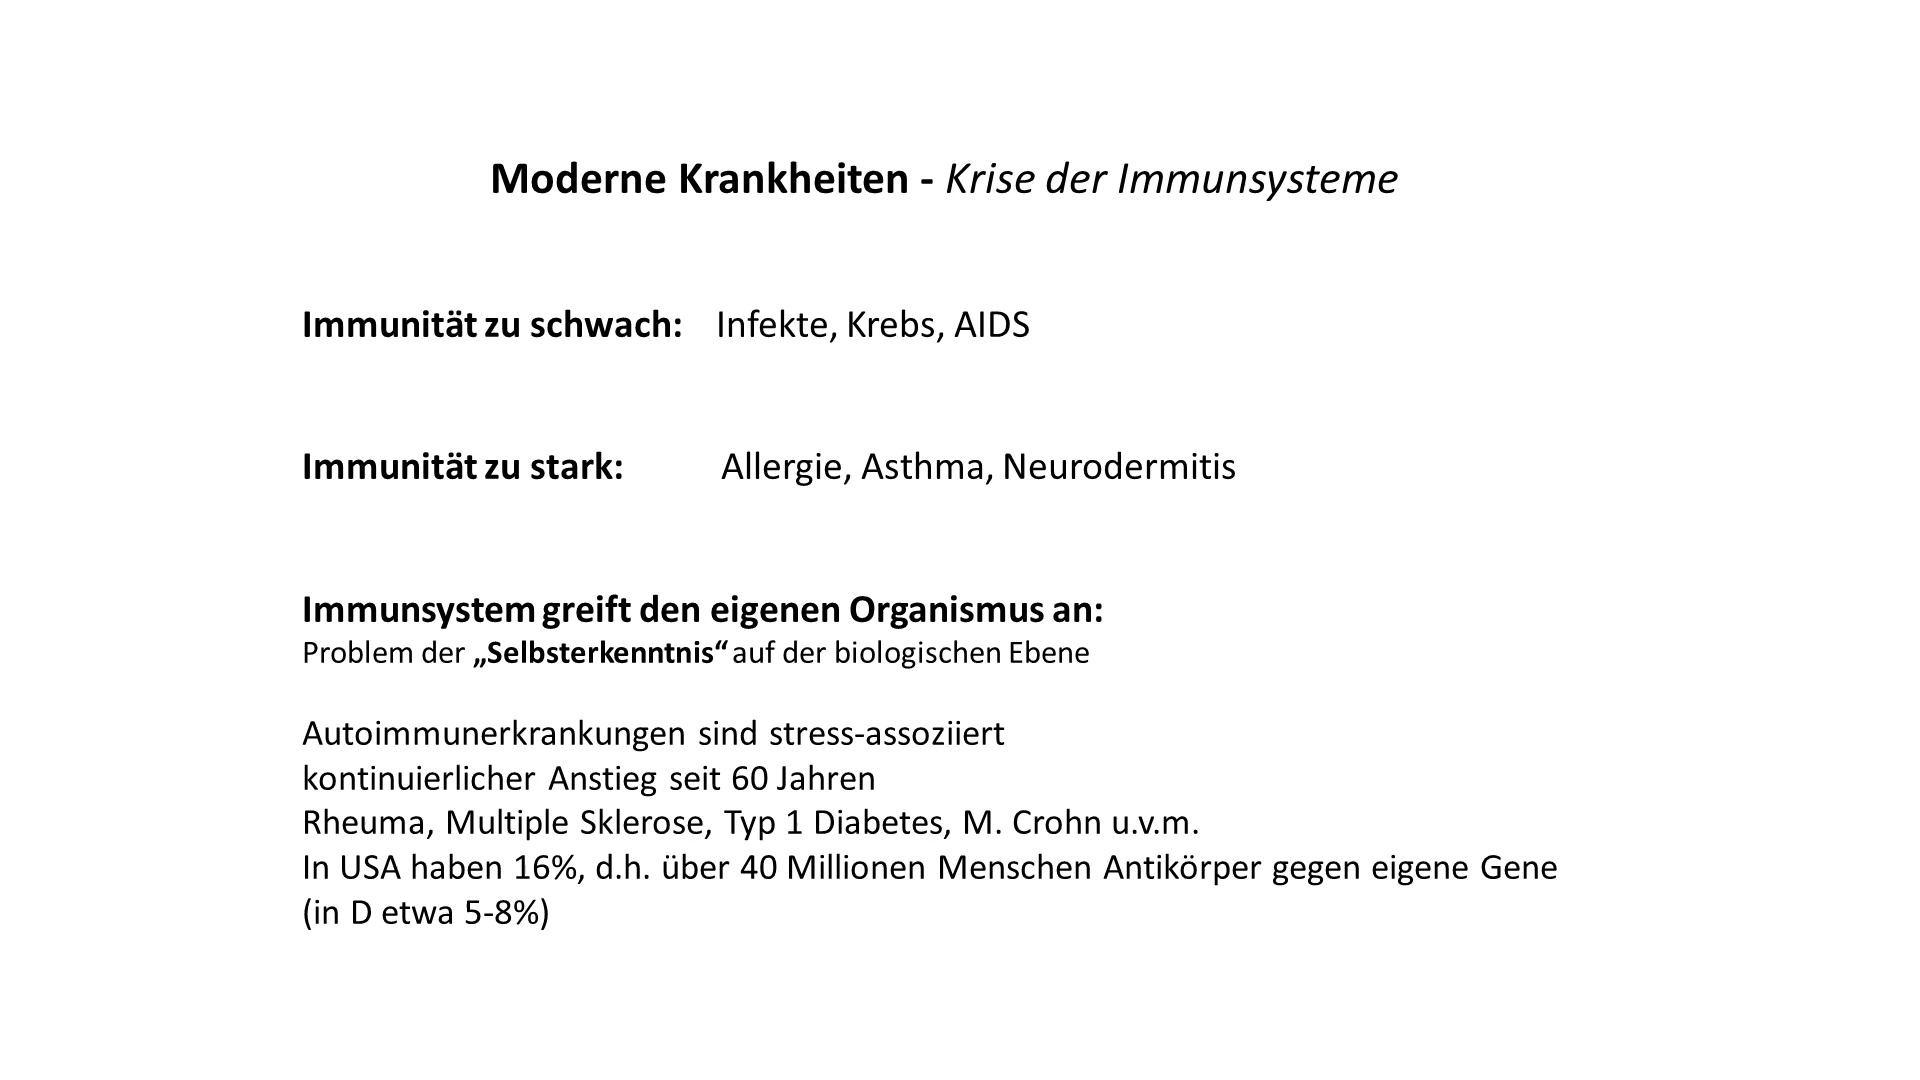 Moderne Krankheiten - Krise der Immunsysteme
Immunität zu schwach: Infekte, Krebs, AIDS
Immunität zu stark: Allergie, Asthma, Neurodermitis
Immunsystem greift den eigenen Organismus an:
Problem der „Selbsterkenntnis“ auf der biologischen Ebene
Autoimmunerkrankungen sind stress-assoziiert
kontinuierlicher Anstieg seit 60 Jahren
Rheuma, Multiple Sklerose, Typ 1 Diabetes, M. Crohn u.v.m.
In USA haben 16%, d.h. über 40 Millionen Menschen Antikörper gegen eigene Gene
(in D etwa 5-8%)